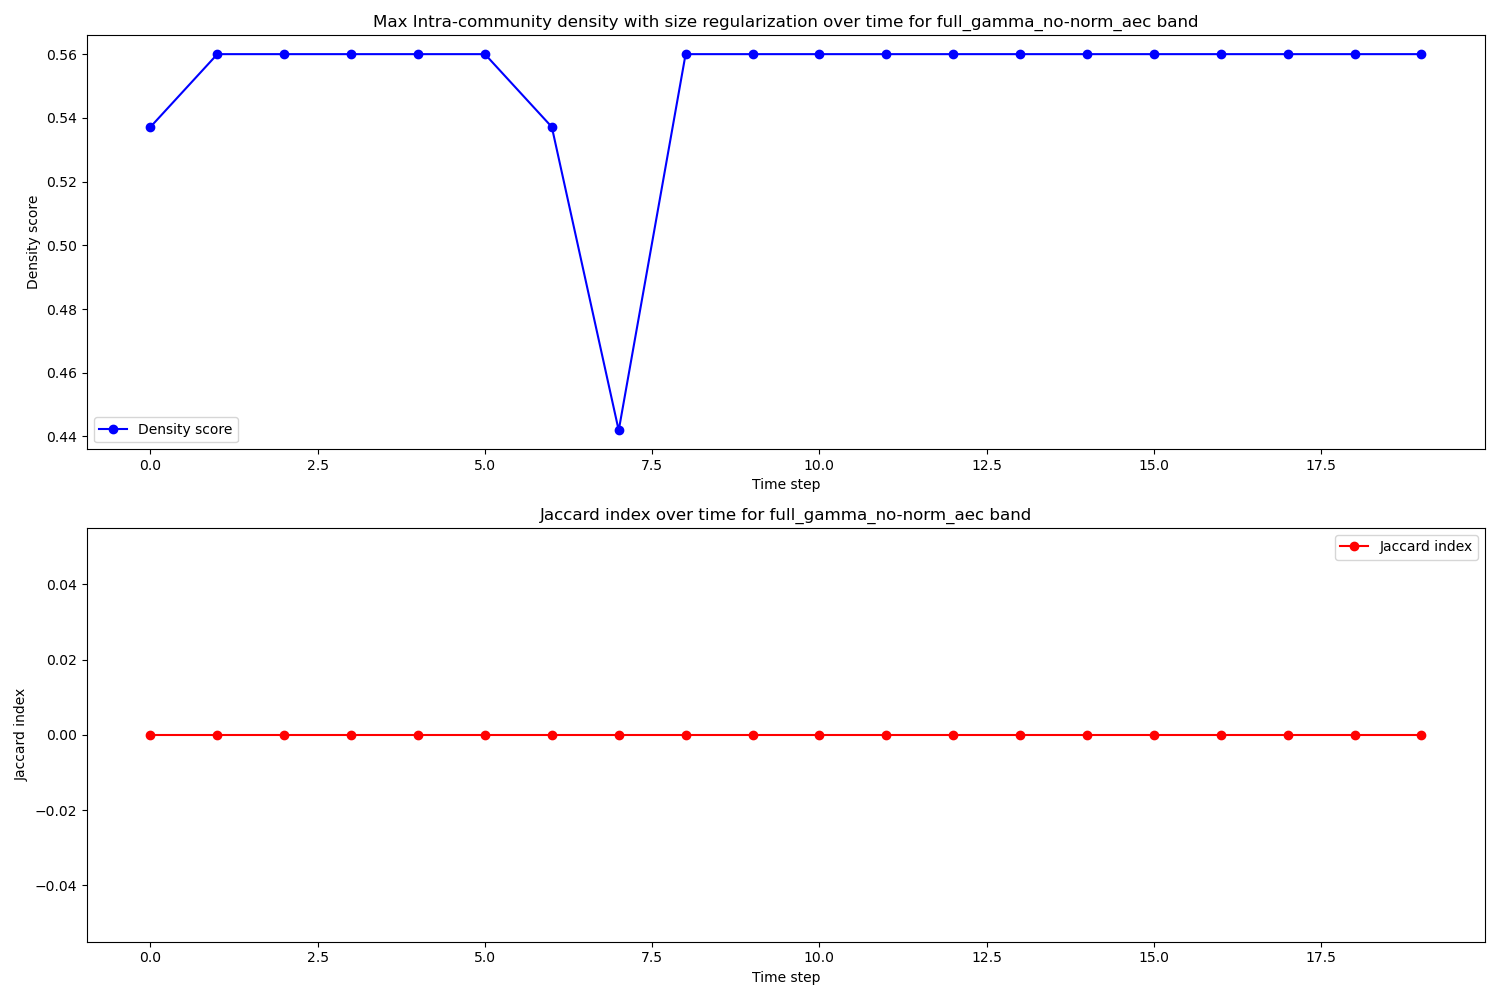 Max Intra-community density with size regularization over time for full_gamma_no-norm_aec band
Density score
0.56
0.54
0.52
0.50
0.48
0.46
0.44
Density score
0.0 2.5 5.0 7.5 10.0 12.5 15.0 17.5
Time step
Jaccard index over time for full_gamma_no-norm_aec band
Jaccard index
Jaccard index
0.04
0.02
0.00
−0.02
−0.04
0.0 2.5 5.0 7.5 10.0 12.5 15.0 17.5
Time step